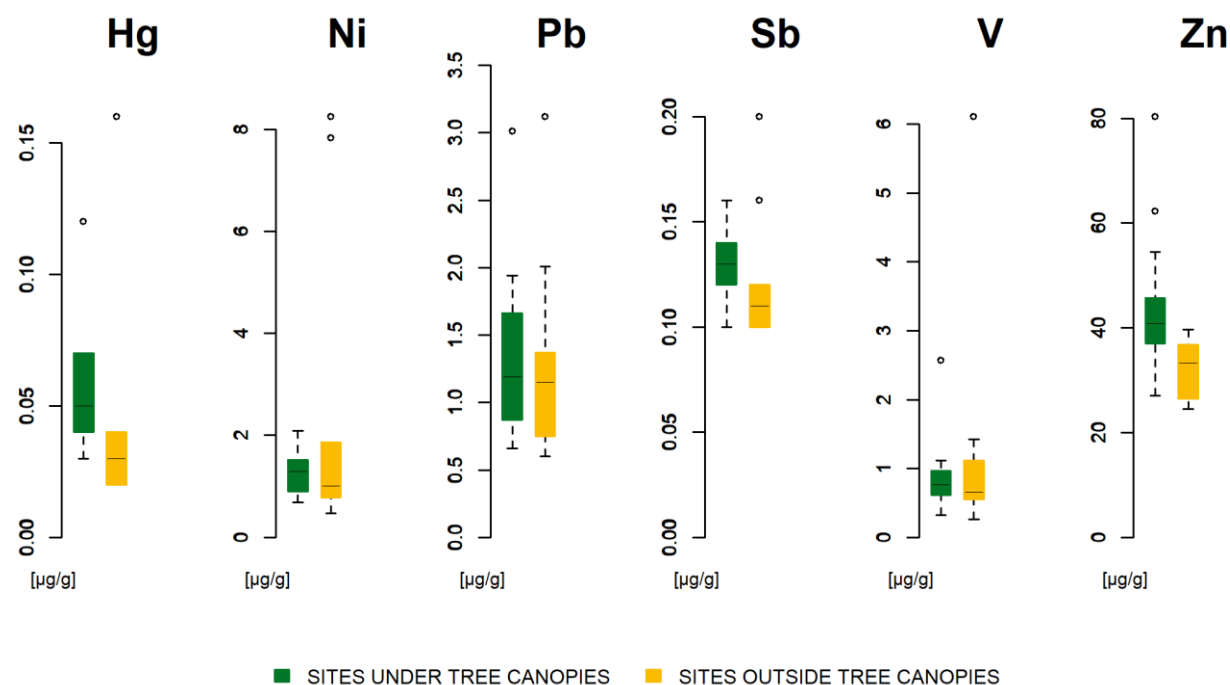 Hg Ni Pb Sb V Zn
0.00 0.05 0.10 0.15
0 2 4 6 8
0.0 0.5 1.0 1.5 2.0 2.5 3.0 3.5
0.00 0.05 0.10 0.15 0.20
0 1 2 3 4 5 6
0 20 40 60 80
[µg/g] [µg/g] [µg/g] [µg/g] [µg/g] [µg/g]
SITES UNDER TREE CANOPIES SITES OUTSIDE TREE CANOPIES